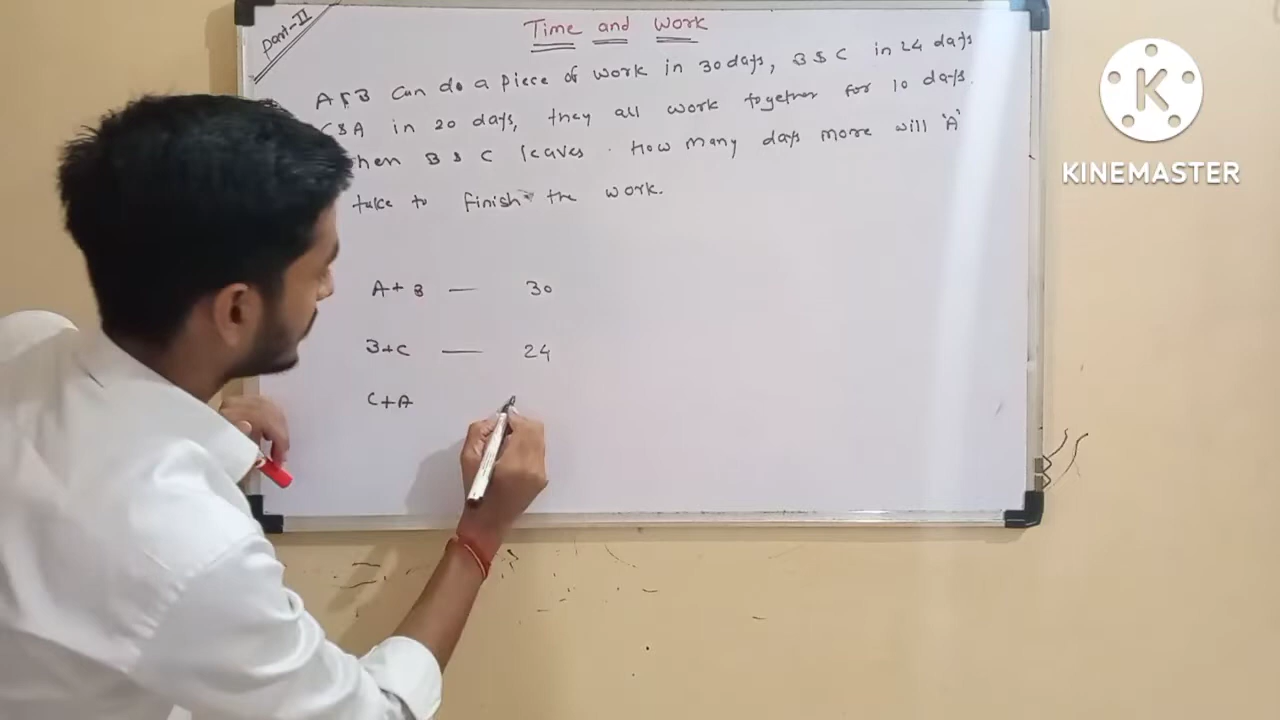 Part-II
Time and Work
A & B Can do a piece of work in 30 days, B & C in 24 days
C & A in 20 days, they all work together for 10 days.
hen B & C leaves. How many days more will 'A'
take to finish the work.
A+B — 30
B+C — 24
C+A
K
KINEMASTER